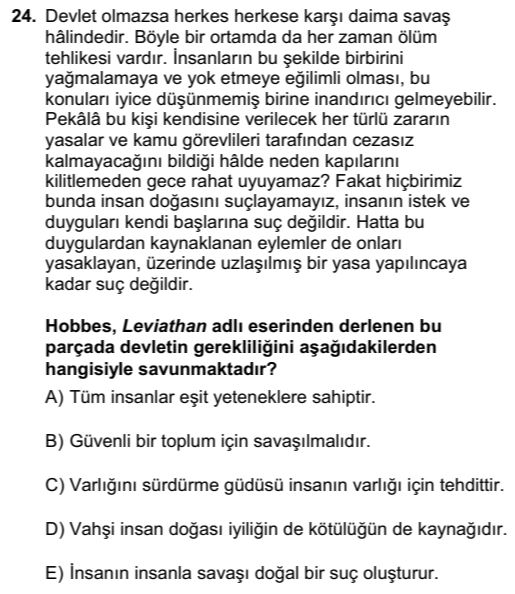 24. Devlet olmazsa herkes herkese karşı daima savaş
hâlindedir. Böyle bir ortamda da her zaman ölüm
tehlikesi vardır. İnsanların bu şekilde birbirini
yağmalamaya ve yok etmeye eğilimli olması, bu
konuları iyice düşünmemiş birine inandırıcı gelmeyebilir.
Pekâlâ bu kişi kendisine verilecek her türlü zararın
yasalar ve kamu görevlileri tarafından cezasız
kalmayacağını bildiği hâlde neden kapılarını
kilitlemeden gece rahat uyuyamaz? Fakat hiçbirimiz
bunda insan doğasını suçlayamayız, insanın istek ve
duyguları kendi başlarına suç değildir. Hatta bu
duygulardan kaynaklanan eylemler de onları
yasaklayan, üzerinde uzlaşılmış bir yasa yapılıncaya
kadar suç değildir.
Hobbes, Leviathan adlı eserinden derlenen bu
parçada devletin gerekliliğini aşağıdakilerden
hangisiyle savunmaktadır?
A) Tüm insanlar eşit yeteneklere sahiptir.
B) Güvenli bir toplum için savaşılmalıdır.
C) Varlığını sürdürme güdüsü insanın varlığı için tehdittir.
D) Vahşi insan doğası iyiliğin de kötülüğün de kaynağıdır.
E) İnsanın insanla savaşı doğal bir suç oluşturur.